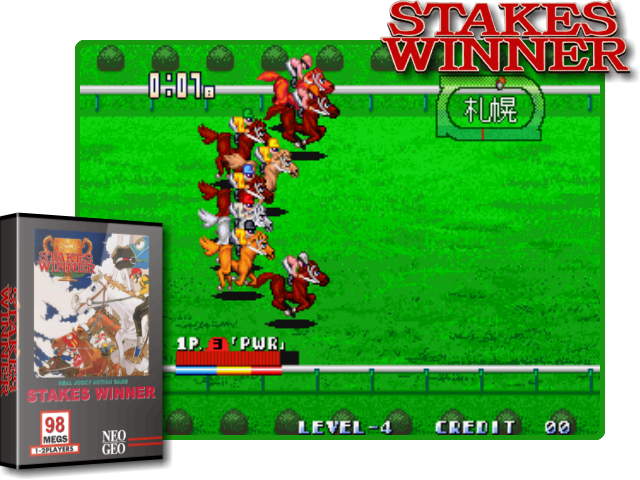 STAKES
WINNER
0:07
札幌
1P. 3「PWR」
LEVEL-4 CREDIT 00
STAKES
WINNER
STAKES WINNER
STAKES WINNER
98
MEGS
1-2PLAYERS
NEO
GEO